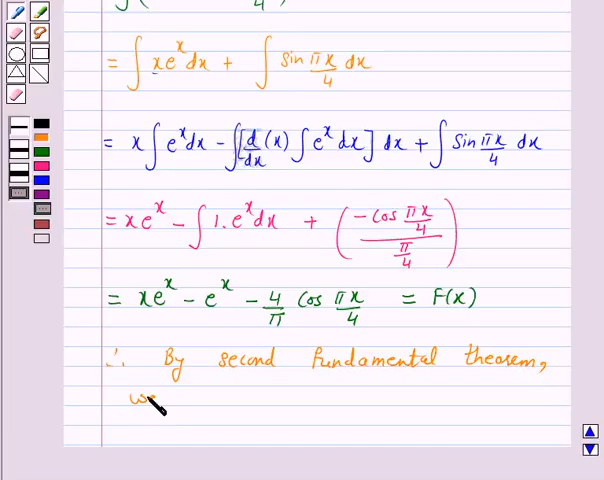 4
= ∫ xe^x dx + ∫ sin πx/4 dx
= x ∫ e^x dx - ∫ [d/dx (x) ∫ e^x dx] dx + ∫ sin πx/4 dx
= xe^x - ∫ 1. e^x dx + (-cos πx/4 / π/4)
= xe^x - e^x - 4/π cos πx/4 = F(x)
∴ By second fundamental theorem,